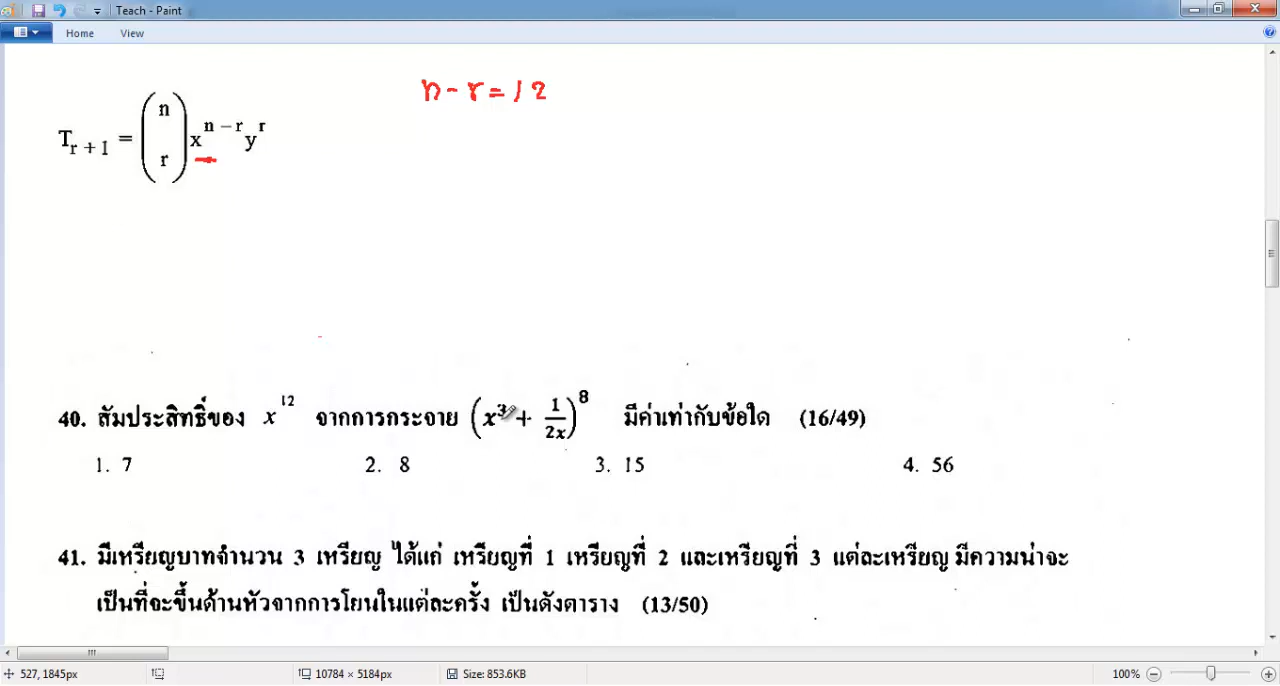 Teach - Paint
Home View
n - r = 12
T r + 1 = ( n r ) x n - r y r
40. สัมประสิทธิ์ของ x 12 จากการกระจาย ( x 3 + 1/2x ) 8 มีค่าเท่ากับข้อใด (16/49)
1. 7 2. 8 3. 15 4. 56
41. มีเหรียญบาทจำนวน 3 เหรียญ ได้แก่ เหรียญที่ 1 เหรียญที่ 2 และเหรียญที่ 3 แต่ละเหรียญ มีความน่าจะ
เป็นที่จะขึ้นด้านหัวจากการโยนในแต่ละครั้ง เป็นดังตาราง (13/50)
527, 1845px 10784 × 5184px Size: 853.6KB 100%